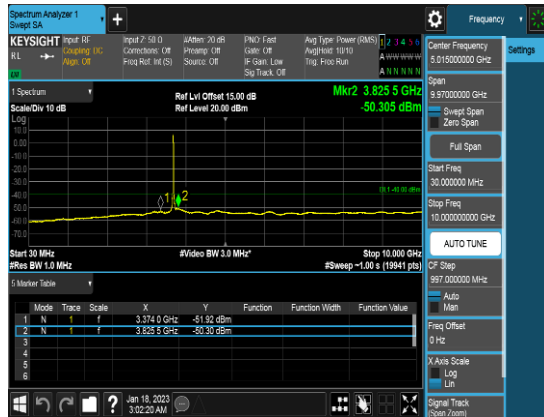 Spectrum Analyzer 1
Swept SA
+
Frequency
KEYSIGHT
Input: RF
Input Z: 50 Ω
#Atten: 20 dB
PNO: Fast
Avg Type: Power (RMS)
1 2 3 4 5 6
RL
Coupling: DC
Corrections: Off
Preamp: Off
Gate: Off
Avg|Hold: 10/10
A W W W W W
Align: Off
Freq Ref: Int (S)
Source: Off
IF Gain: Low
Trig: Free Run
Sig Track: Off
A N N N N N
1 Spectrum
Ref Lvl Offset 15.00 dB
Mkr2 3.825 5 GHz
Scale/Div 10 dB
Ref Level 20.00 dBm
-50.305 dBm
Log
10.0
0.00
-10.0
-20.0
-30.0
-40.0
-50.0
-60.0
-70.0
1
2
DL1 -40.00 dBm
Start 30 MHz
#Video BW 3.0 MHz*
Stop 10.000 GHz
#Res BW 1.0 MHz
#Sweep ~1.00 s (19941 pts)
5 Marker Table
Mode Trace Scale X Y Function Function Width Function Value
1 N 1 f 3.374 0 GHz -51.92 dBm
2 N 1 f 3.825 5 GHz -50.30 dBm
3
4
5
6
?
Jan 18, 2023
3:02:20 AM
Center Frequency
5.015000000 GHz
Settings
Span
9.97000000 GHz
Swept Span
Zero Span
Full Span
Start Freq
30.000000 MHz
Stop Freq
10.000000000 GHz
AUTO TUNE
CF Step
997.000000 MHz
Auto
Man
Freq Offset
0 Hz
X Axis Scale
Log
Lin
Signal Track
(Span Zoom)